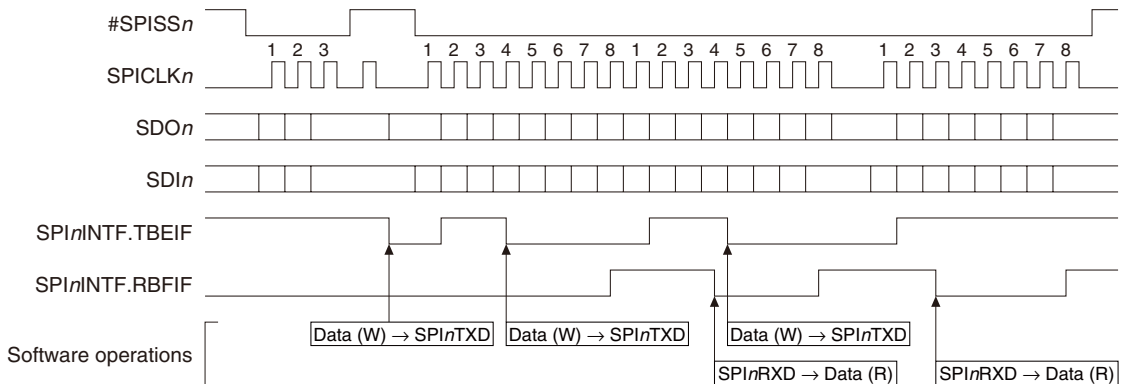 #SPISSn
1 2 3 1 2 3 4 5 6 7 8 1 2 3 4 5 6 7 8 1 2 3 4 5 6 7 8
SPICLKn
SDOn
SDIn
SPInINTF.TBEIF
SPInINTF.RBFIF
Data (W) → SPInTXD Data (W) → SPInTXD Data (W) → SPInTXD
Software operations
SPInRXD → Data (R) SPInRXD → Data (R)